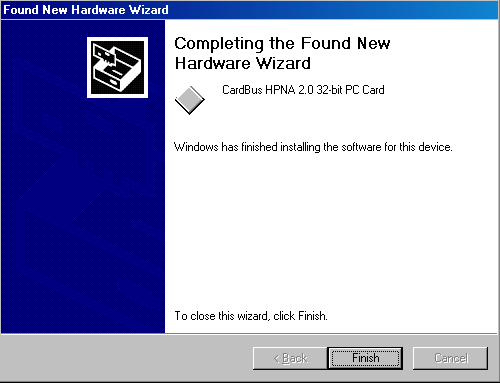 Found New Hardware Wizard
Completing the Found New
Hardware Wizard
CardBus HPNA 2.0 32-bit PC Card
Windows has finished installing the software for this device.
To close this wizard, click Finish.
< Back
Finish
Cancel